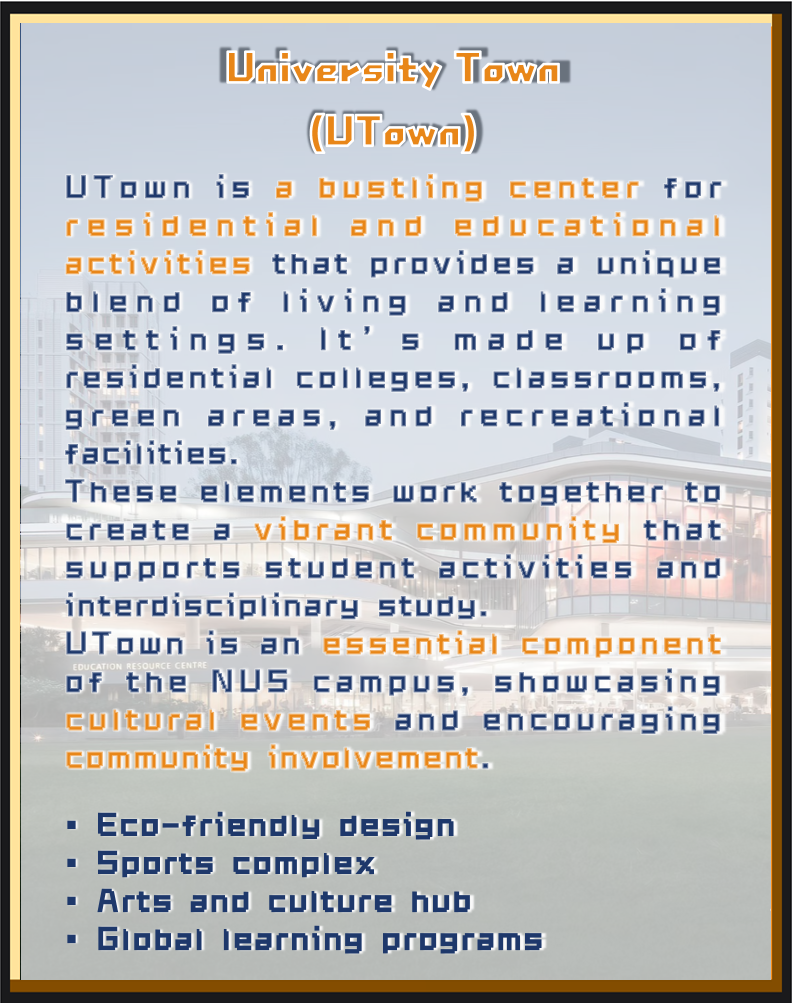 University Town
(UTown)
UTown is a bustling center for
residential and educational
activities that provides a unique
blend of living and learning
settings. It’s made up of
residential colleges, classrooms,
green areas, and recreational
facilities.
These elements work together to
create a vibrant community that
supports student activities and
interdisciplinary study.
UTown is an essential component
EDUCATION RESOURCE CENTRE
of the NUS campus, showcasing
cultural events and encouraging
community involvement.
▪ Eco-friendly design
▪ Sports complex
▪ Arts and culture hub
▪ Global learning programs